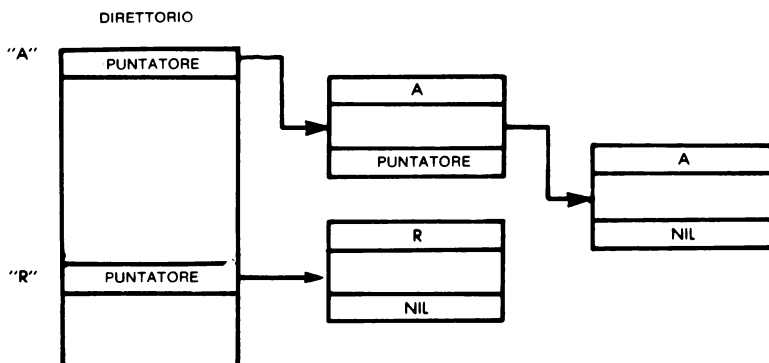 DIRETTORIO
"A"
PUNTATORE
A
PUNTATORE
A
NIL
"R"
PUNTATORE
R
NIL